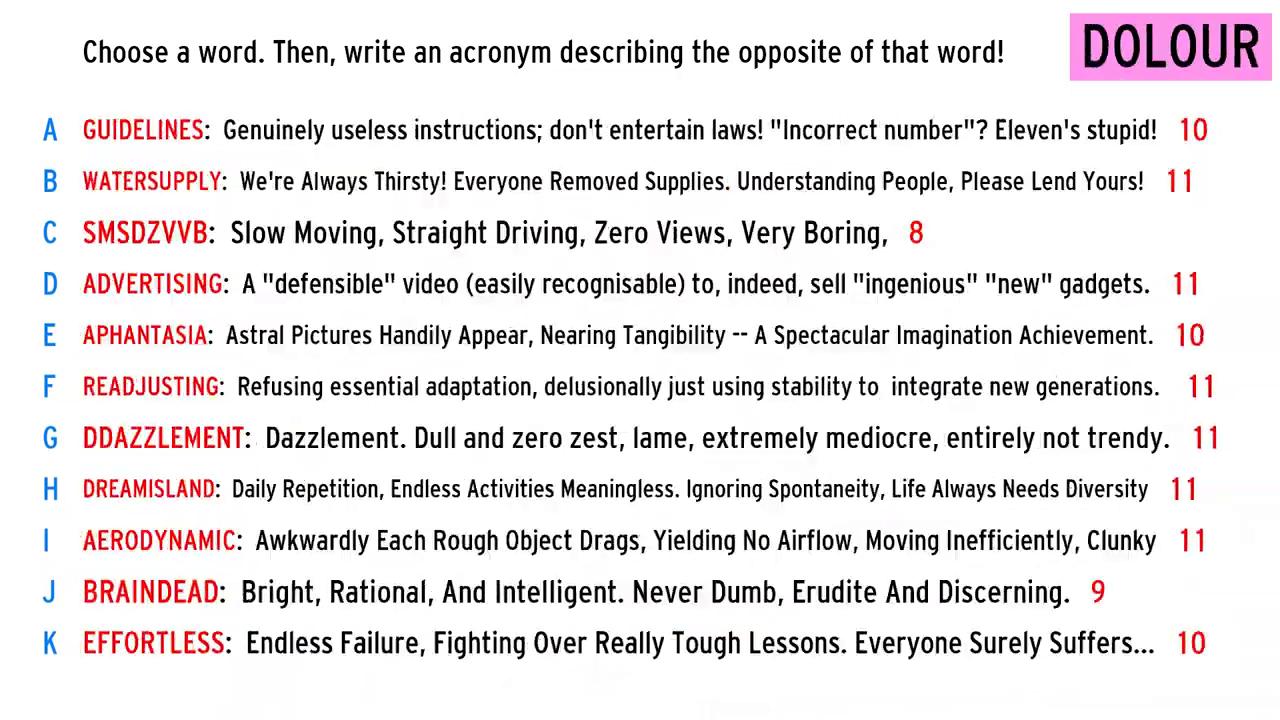 Choose a word. Then, write an acronym describing the opposite of that word! DOLOUR
A GUIDELINES: Genuinely useless instructions; don't entertain laws! "Incorrect number"? Eleven's stupid! 10
B WATERSUPPLY: We're Always Thirsty! Everyone Removed Supplies. Understanding People, Please Lend Yours! 11
C SMSDZVVB: Slow Moving, Straight Driving, Zero Views, Very Boring, 8
D ADVERTISING: A "defensible" video (easily recognisable) to, indeed, sell "ingenious" "new" gadgets. 11
E APHANTASIA: Astral Pictures Handily Appear, Nearing Tangibility -- A Spectacular Imagination Achievement. 10
F READJUSTING: Refusing essential adaptation, delusionally just using stability to integrate new generations. 11
G DDAZZLEMENT: Dazzlement. Dull and zero zest, lame, extremely mediocre, entirely not trendy. 11
H DREAMISLAND: Daily Repetition, Endless Activities Meaningless. Ignoring Spontaneity, Life Always Needs Diversity 11
I AERODYNAMIC: Awkwardly Each Rough Object Drags, Yielding No Airflow, Moving Inefficiently, Clunky 11
J BRAINDEAD: Bright, Rational, And Intelligent. Never Dumb, Erudite And Discerning. 9
K EFFORTLESS: Endless Failure, Fighting Over Really Tough Lessons. Everyone Surely Suffers... 10